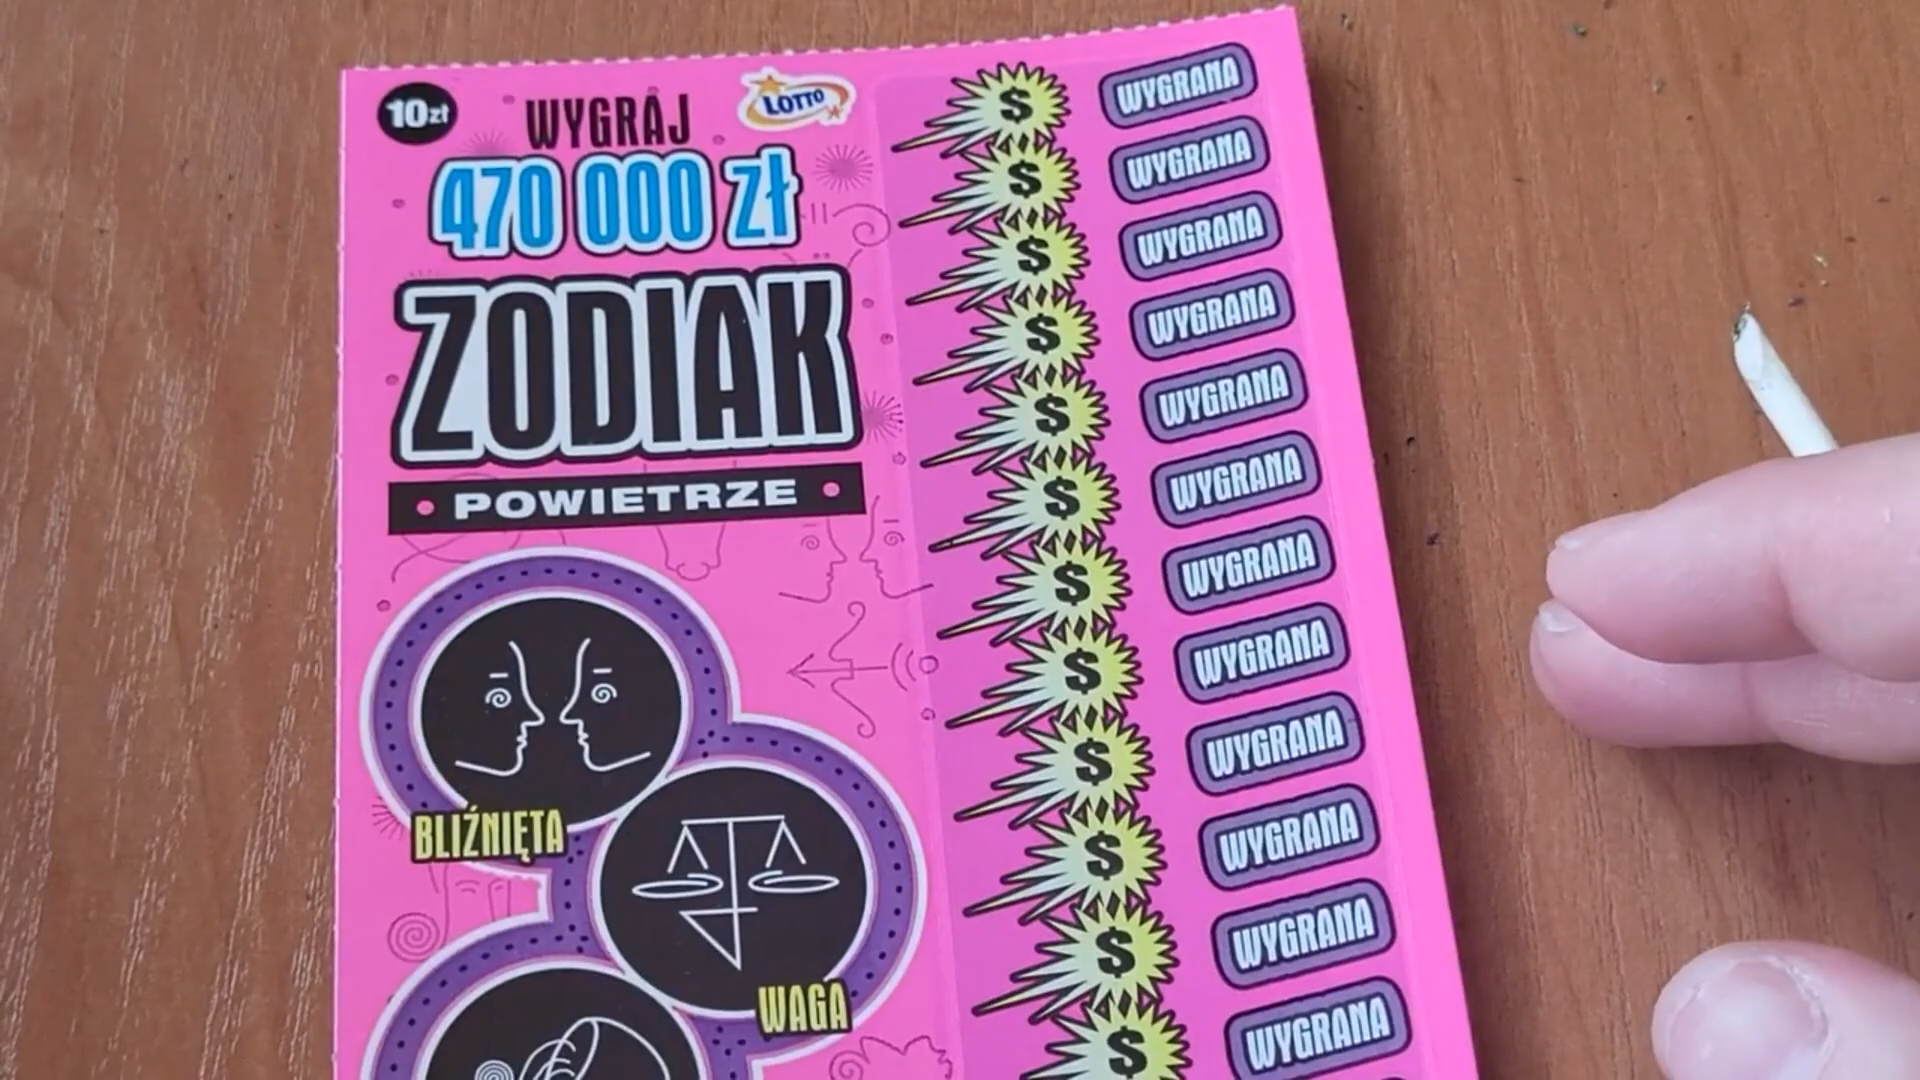 10zł
WYGRAJ
LOTTO
470 000 zł
ZODIAK
POWIETRZE
BLIŹNIĘTA
WAGA
$ WYGRANA
$ WYGRANA
$ WYGRANA
$ WYGRANA
$ WYGRANA
$ WYGRANA
$ WYGRANA
$ WYGRANA
$ WYGRANA
$ WYGRANA
$ WYGRANA
$ WYGRANA